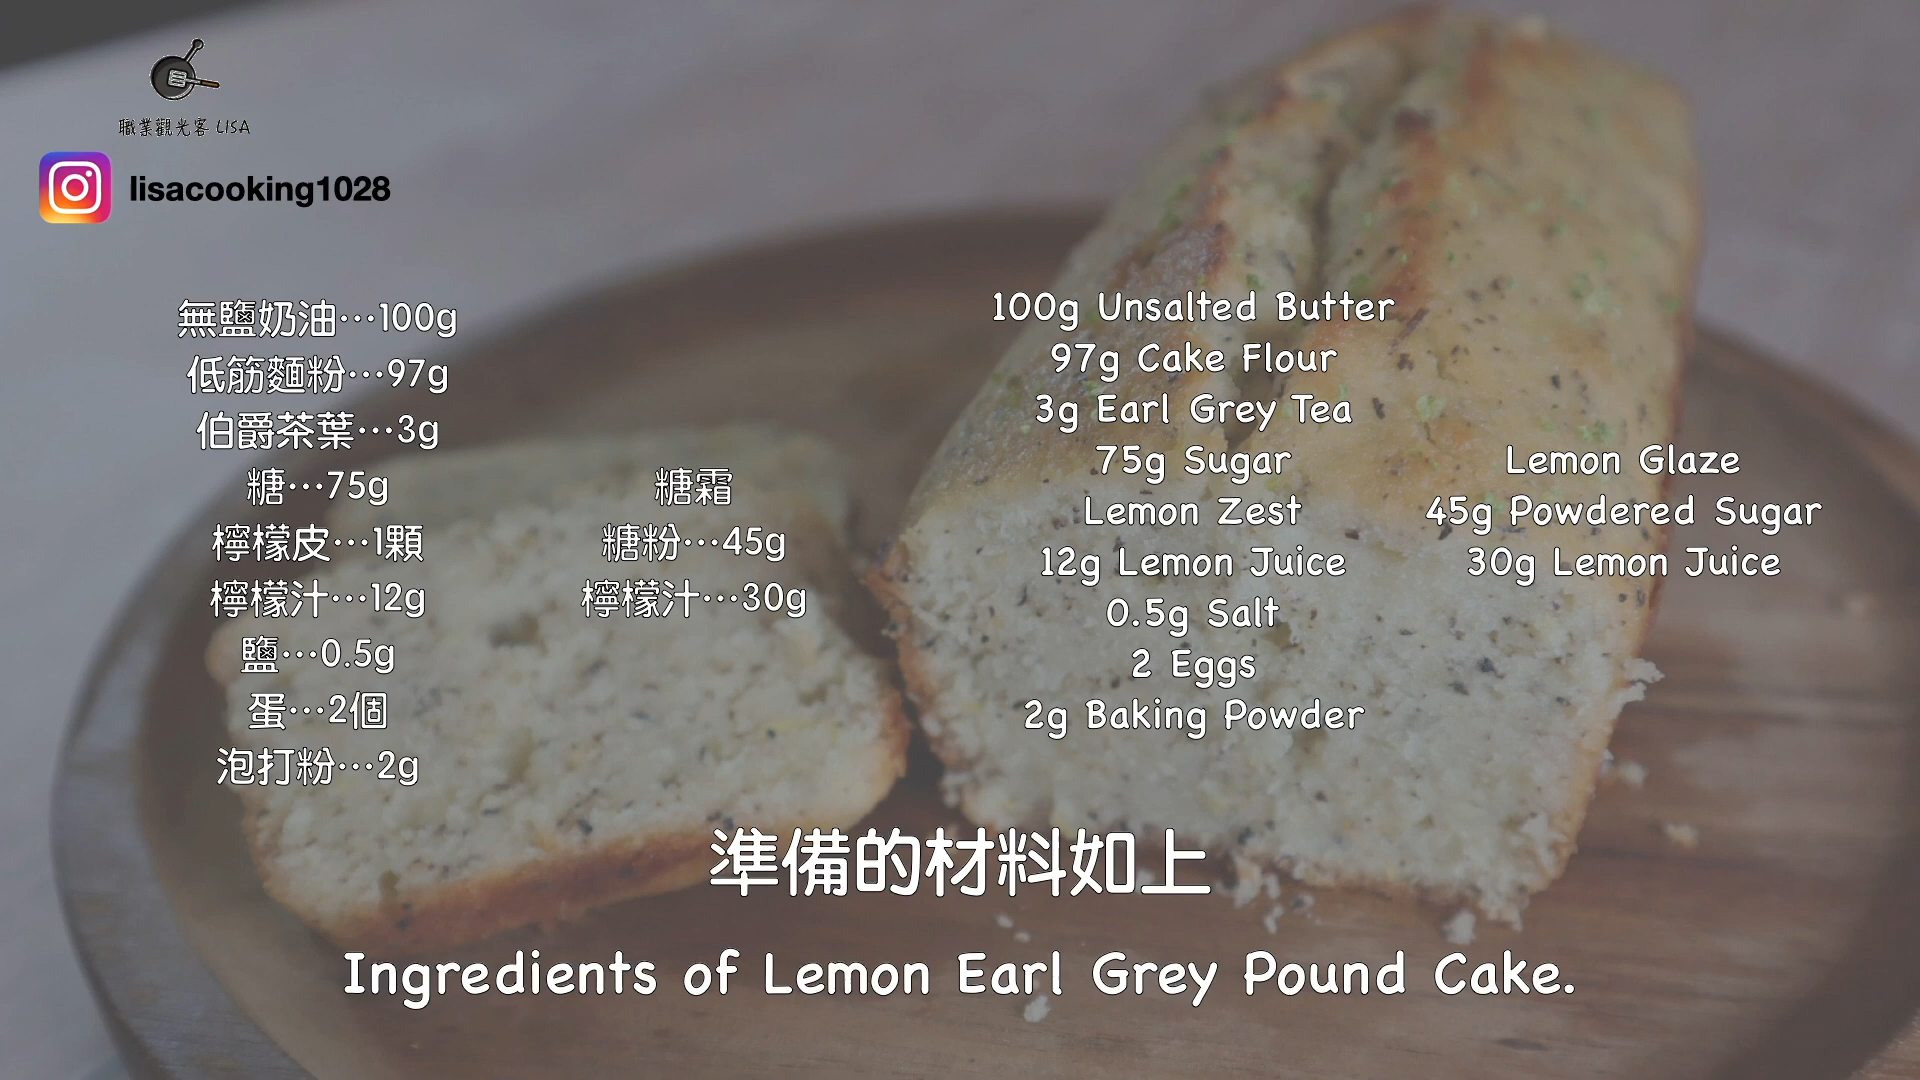 職業觀光客 LISA
lisacooking1028
無鹽奶油…100g
低筋麵粉…97g
伯爵茶葉…3g
糖…75g
檸檬皮…1顆
檸檬汁…12g
鹽…0.5g
蛋…2個
泡打粉…2g
糖霜
糖粉…45g
檸檬汁…30g
100g Unsalted Butter
97g Cake Flour
3g Earl Grey Tea
75g Sugar
Lemon Zest
12g Lemon Juice
0.5g Salt
2 Eggs
2g Baking Powder
Lemon Glaze
45g Powdered Sugar
30g Lemon Juice
準備的材料如上
Ingredients of Lemon Earl Grey Pound Cake.